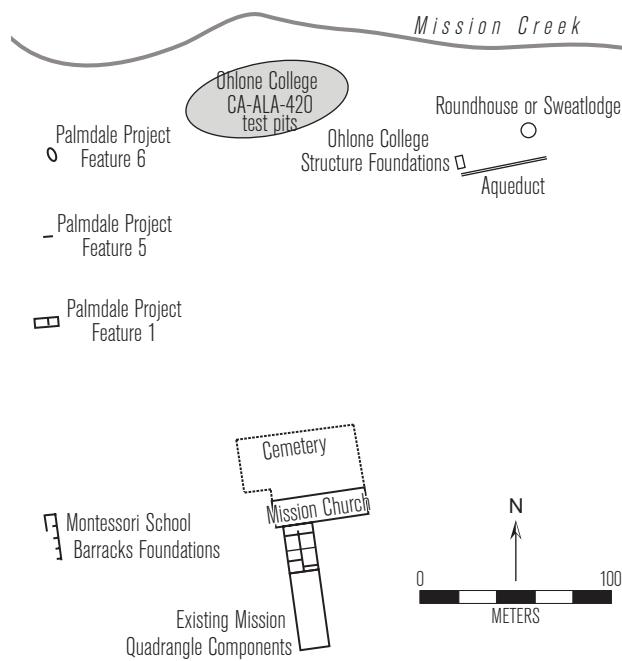 Mission Creek
Ohlone College
CA-ALA-420
test pits
Roundhouse or Sweatlodge
Palmdale Project
Feature 6
Ohlone College
Structure Foundations
Aqueduct
Palmdale Project
Feature 5
Palmdale Project
Feature 1
Cemetery
Mission Church
Montessori School
Barracks Foundations
N
0 100
METERS
Existing Mission
Quadrangle Components